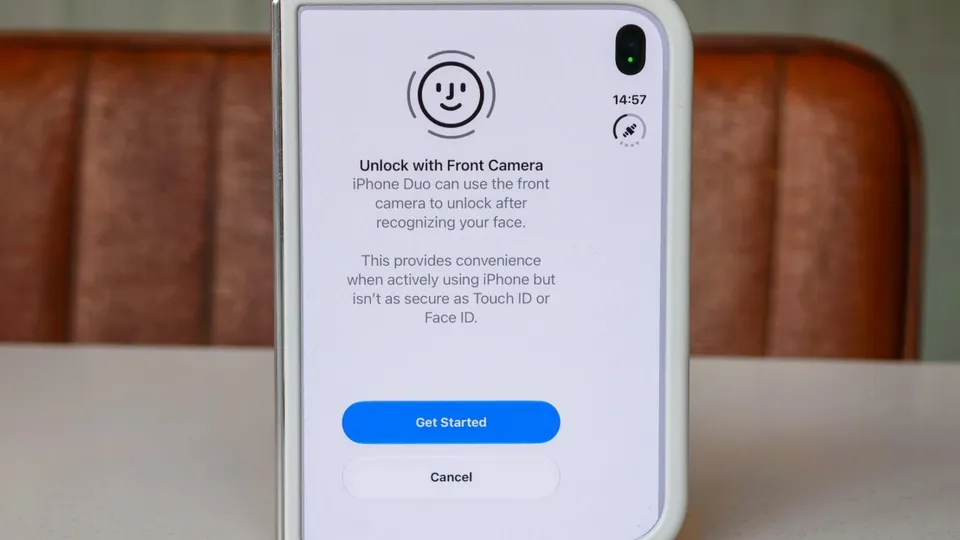 14:57
Unlock with Front Camera
iPhone Duo can use the front
camera to unlock after
recognizing your face.
This provides convenience
when actively using iPhone but
isn't as secure as Touch ID or
Face ID.
Get Started
Cancel